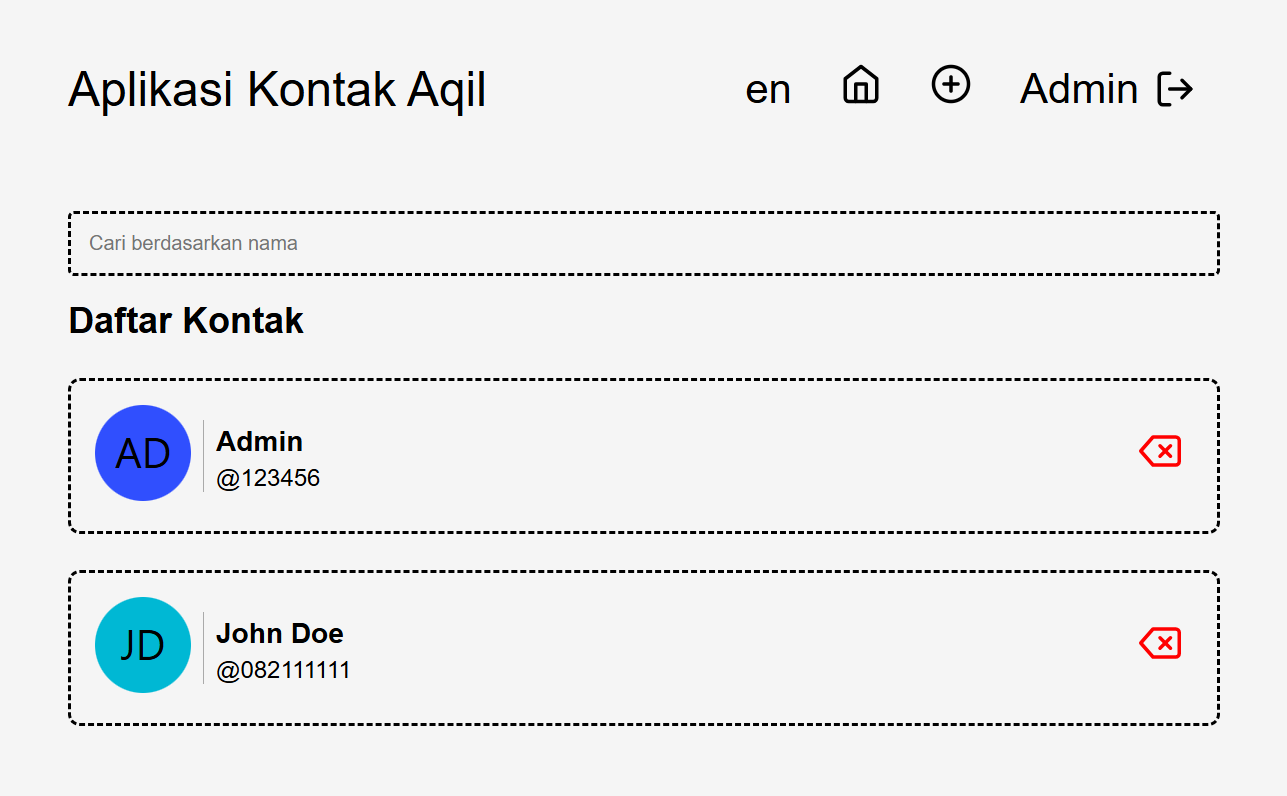 Aplikasi Kontak Aqil
en
Admin
Cari berdasarkan nama
Daftar Kontak
AD
Admin
@123456
JD
John Doe
@082111111